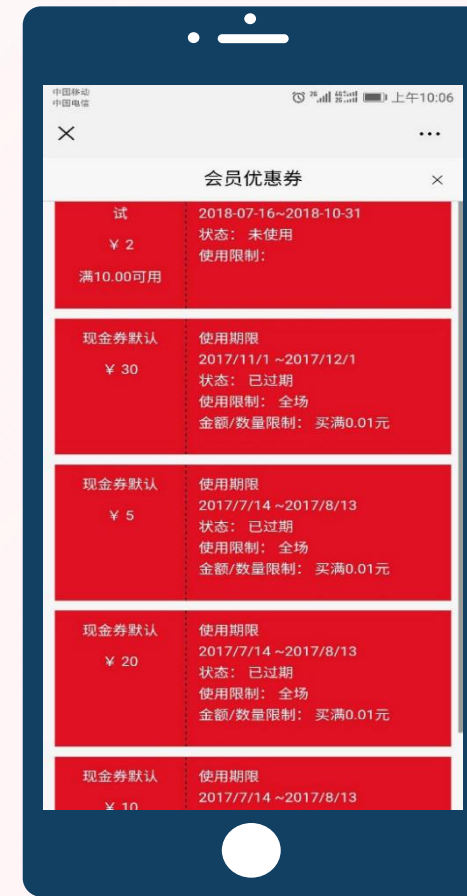 中国移动
中国电信
上午10:06
会员优惠券
试
¥ 2
满10.00可用
2018-07-16~2018-10-31
状态： 未使用
使用限制：
现金券默认
¥ 30
使用期限
2017/11/1 ~2017/12/1
状态： 已过期
使用限制： 全场
金额/数量限制： 买满0.01元
现金券默认
¥ 5
使用期限
2017/7/14 ~2017/8/13
状态： 已过期
使用限制： 全场
金额/数量限制： 买满0.01元
现金券默认
¥ 20
使用期限
2017/7/14 ~2017/8/13
状态： 已过期
使用限制： 全场
金额/数量限制： 买满0.01元
现金券默认
¥ 10
使用期限
2017/7/14 ~2017/8/13